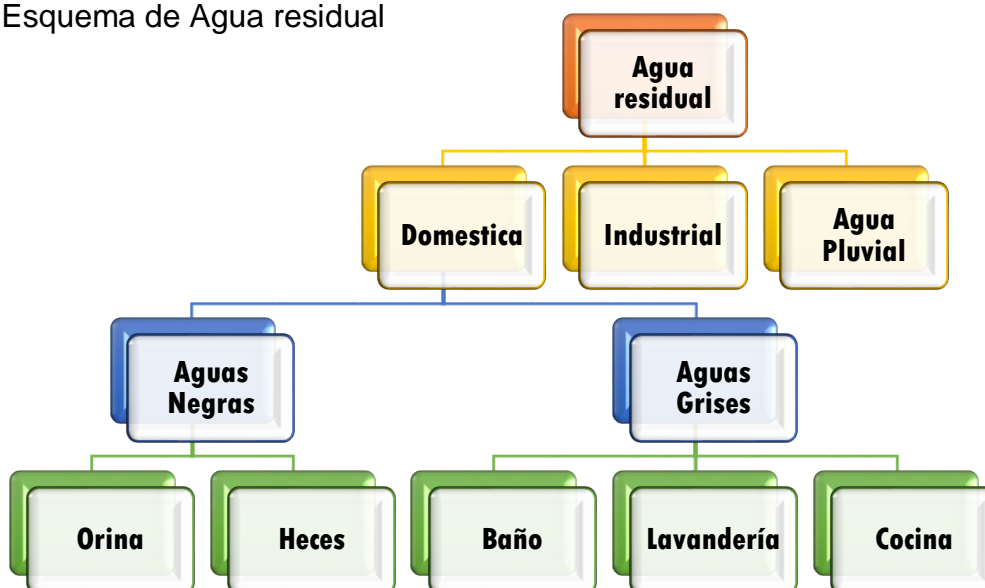 Esquema de Agua residual
Agua
residual
Domestica
Industrial
Agua
Pluvial
Aguas
Negras
Aguas
Grises
Orina
Heces
Baño
Lavandería
Cocina